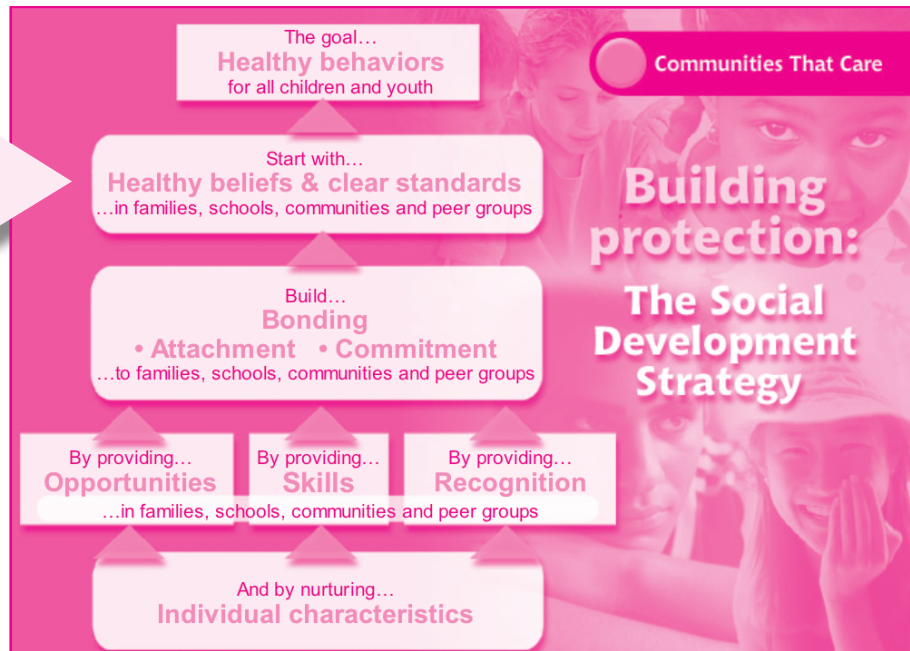 The goal…
Healthy behaviors
for all children and youth
Communities That Care
Start with…
Healthy beliefs & clear standards
…in families, schools, communities and peer groups
Building
protection:
The Social
Development
Strategy
Build…
Bonding
• Attachment • Commitment
…to families, schools, communities and peer groups
By providing…
Opportunities
By providing…
Skills
By providing…
Recognition
…in families, schools, communities and peer groups
And by nurturing…
Individual characteristics